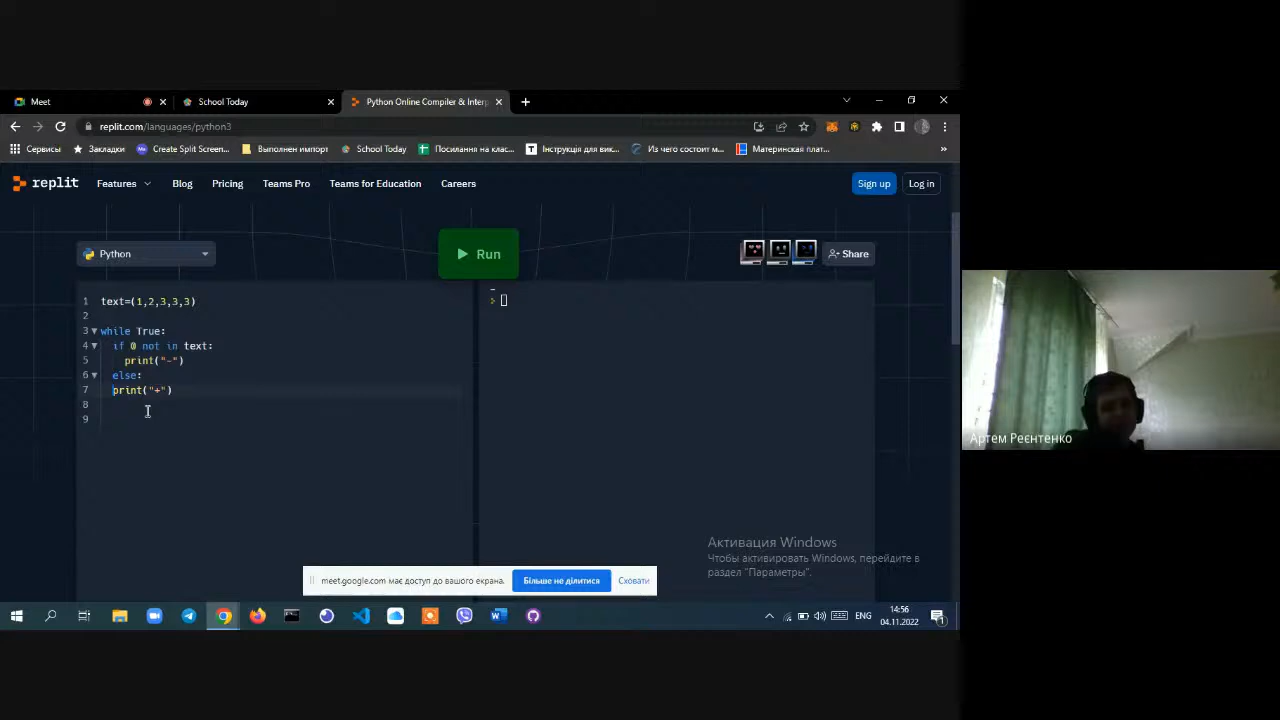 Meet
School Today
Python Online Compiler & Interp
replit.com/languages/python3
Сервисы
Закладки
Create Split Screen...
Выполнен импорт
School Today
Посилання наклас...
Інструкція для вик...
Из чего состоит м...
Материнская плат...
»
replit
Features
Blog
Pricing
Teams Pro
Teams for Education
Careers
Sign up
Log in
Python
Run
Share
1 text=(1,2,3,3,3)
2
3 while True:
4 if 0 not in text:
5 print("-")
6 else:
7 print("+")
8
9
Артем Реєнтенко
Активация Windows
Чтобы активировать Windows, перейдите в
раздел "Параметры".
meet.google.com має доступ до вашого екрана.
Більше не ділитися
Сховати
ENG
14:56
04.11.2022
1